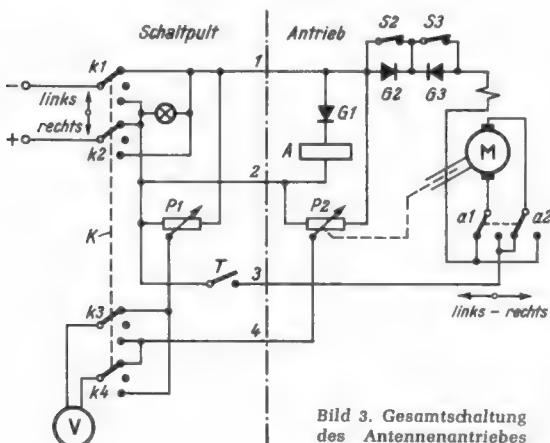 Schaltpult
Antrieb
S2 S3
k1
1
–
links
rechts
+
k2
G1
G2 G3
A
M
2
P1
P2
a1
a2
K
T
3
links – rechts
k3
4
k4
V
Bild 3. Gesamtschaltung
des Antennenantriebes